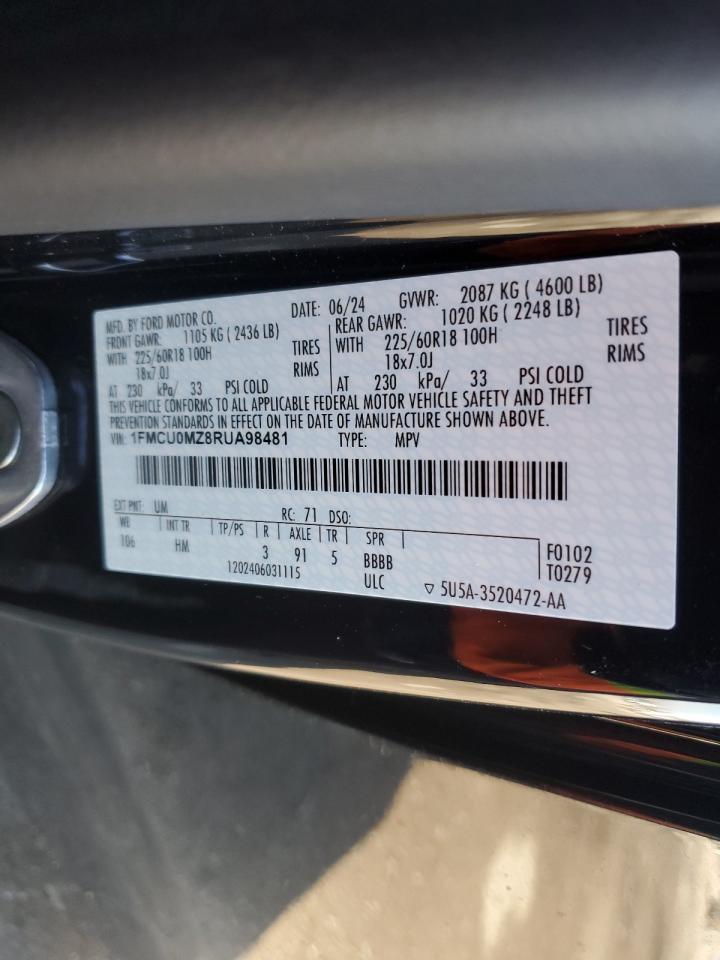 MFD. BY FORD MOTOR CO. DATE: 06/24 GVWR: 2087 KG ( 4600 LB)
FRONT GAWR: 1105 KG ( 2436 LB) REAR GAWR: 1020 KG ( 2248 LB)
WITH 225/60R18 100H TIRES WITH 225/60R18 100H TIRES
18x7.0J RIMS 18x7.0J RIMS
AT 230 kPa/ 33 PSI COLD AT 230 kPa/ 33 PSI COLD
THIS VEHICLE CONFORMS TO ALL APPLICABLE FEDERAL MOTOR VEHICLE SAFETY AND THEFT
PREVENTION STANDARDS IN EFFECT ON THE DATE OF MANUFACTURE SHOWN ABOVE.
VIN: 1FMCU0MZ8RUA98481 TYPE: MPV
EXT PNT: UM RC: 71 DSO:
WB INT TR TP/PS R AXLE TR SPR
106 HM 3 91 5 BBBB F0102
1202406031115 ULC T0279
▽ 5U5A-3520472-AA